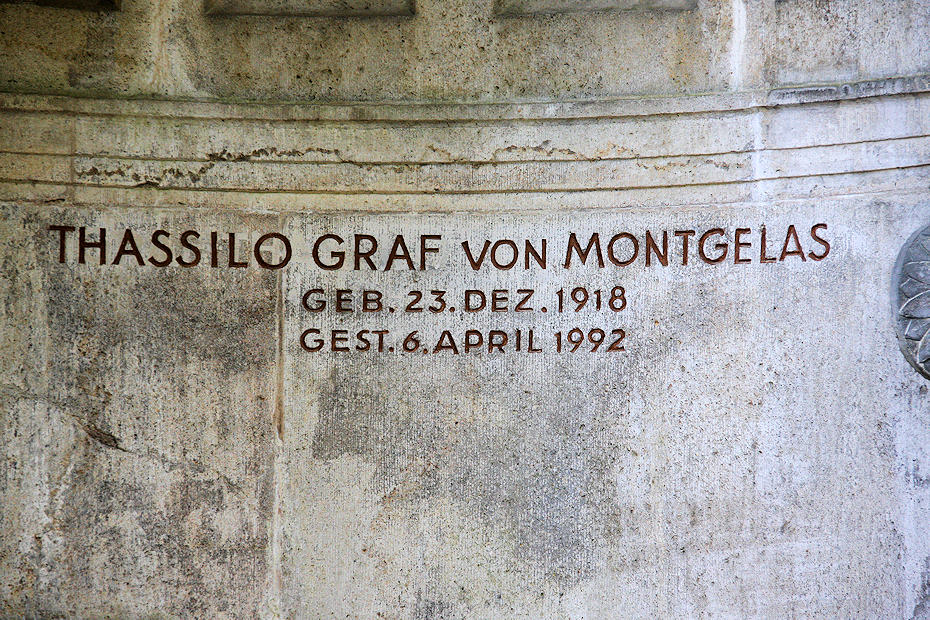 THASSILO GRAF VON MONTGELAS
GEB. 23. DEZ. 1918
GEST. 6. APRIL 1992